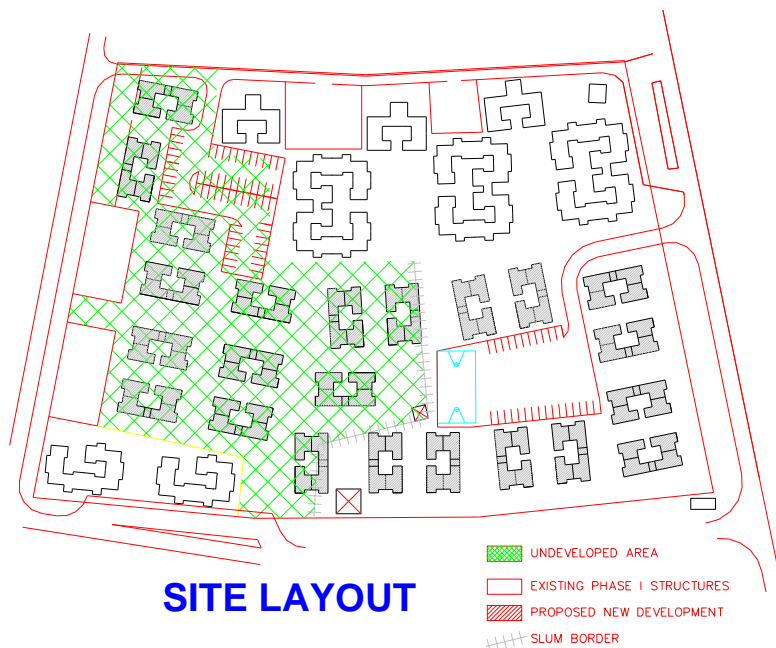 SITE LAYOUT
UNDEVELOPED AREA
EXISTING PHASE I STRUCTURES
PROPOSED NEW DEVELOPMENT
SLUM BORDER